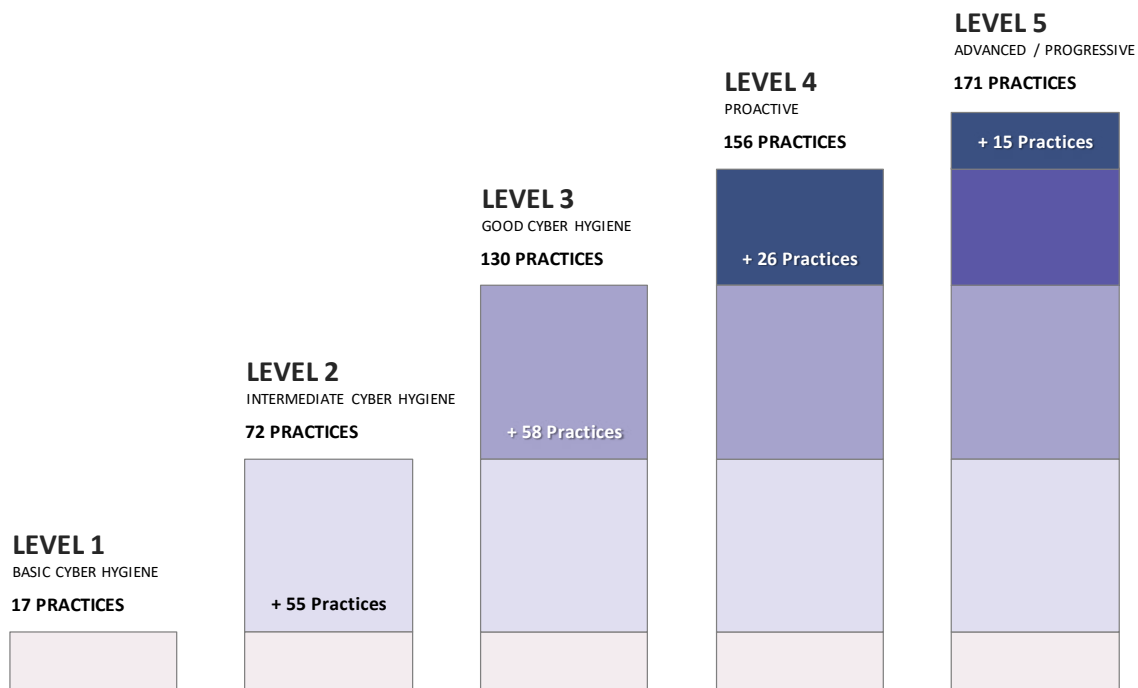 LEVEL 1
BASIC CYBER HYGIENE
17 PRACTICES
LEVEL 2
INTERMEDIATE CYBER HYGIENE
72 PRACTICES
+ 55 Practices
LEVEL 3
GOOD CYBER HYGIENE
130 PRACTICES
+ 58 Practices
LEVEL 4
PROACTIVE
156 PRACTICES
+ 26 Practices
LEVEL 5
ADVANCED / PROGRESSIVE
171 PRACTICES
+ 15 Practices